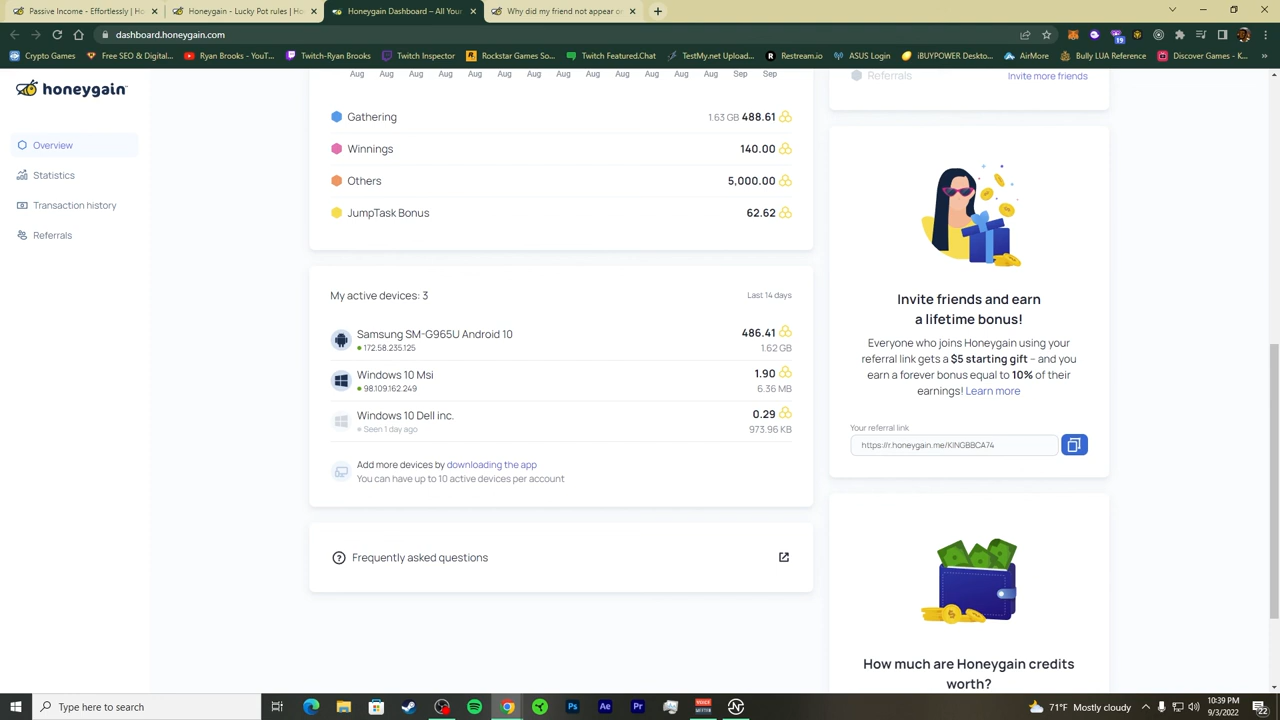 Passive Income - Effortlessly | Ho
Honeygain - Lucky Pot rules | Hon
Honeygain Dashboard – All Your
Why did my friend not appear on
dashboard.honeygain.com
15
Crypto Games
Free SEO & Digital...
Ryan Brooks - YouT...
Twitch-Ryan Brooks
Twitch Inspector
Rockstar Games So...
Twitch Featured.Chat
TestMy.net Upload...
Restream.io
ASUS Login
iBUYPOWER Deskto...
AirMore
Bully LUA Reference
Discover Games - K...
honeygain
Overview
Statistics
Transaction history
Referrals
Aug Aug Aug Aug Aug Aug Aug Aug Aug Aug Aug Aug Aug Sep Sep
Gathering 1.63 GB 488.61
Winnings 140.00
Others 5,000.00
JumpTask Bonus 62.62
My active devices: 3 Last 14 days
Samsung SM-G965U Android 10 486.41
172.58.235.125 1.62 GB
Windows 10 Msi 1.90
98.109.162.249 6.36 MB
Windows 10 Dell inc. 0.29
Seen 1 day ago 973.96 KB
Add more devices by downloading the app
You can have up to 10 active devices per account
Frequently asked questions
Referrals Invite more friends
Invite friends and earn
a lifetime bonus!
Everyone who joins Honeygain using your
referral link gets a $5 starting gift – and you
earn a forever bonus equal to 10% of their
earnings! Learn more
Your referral link
https://r.honeygain.me/KINGBBCA74
How much are Honeygain credits
worth?
Type here to search
Ps
Ae
Pr
71°F Mostly cloudy
10:39 PM
9/3/2022